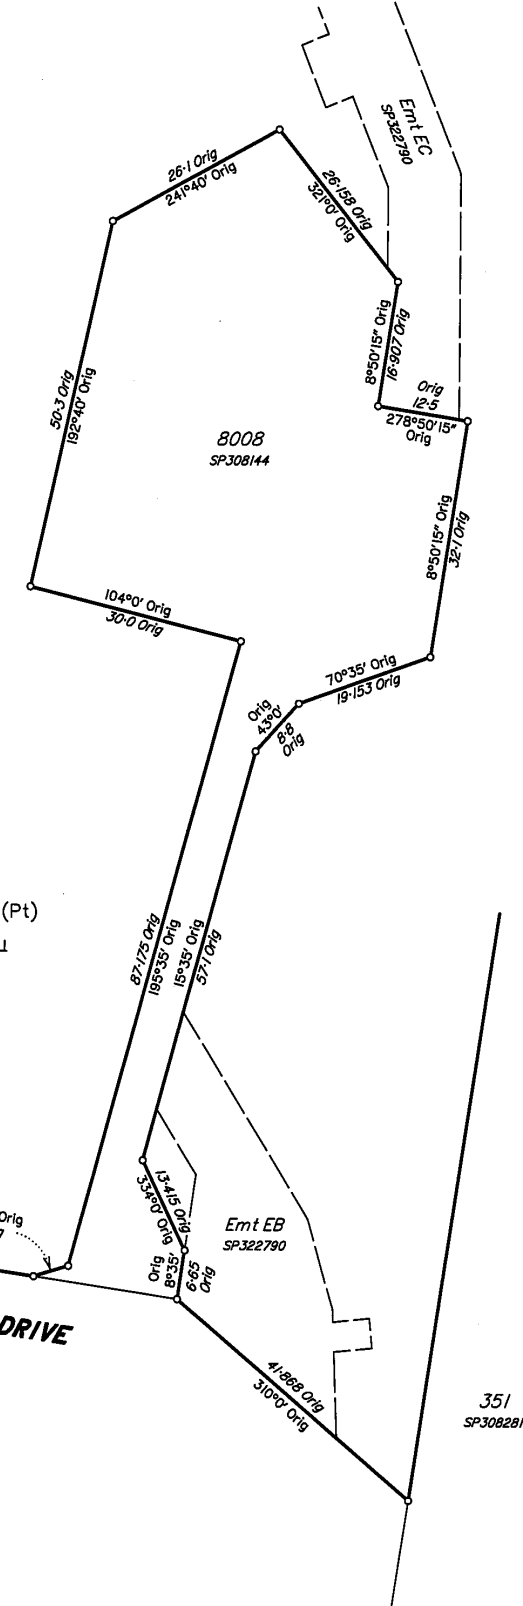 Emt EC
SP322790
26·1 Orig
241°40' Orig
26·158 Orig
321°0' Orig
8°50'15" Orig
16·907 Orig
Orig
12·5
278°50'15"
Orig
50·3 Orig
192°40' Orig
8008
SP308144
8°50'15" Orig
32·1 Orig
104°0' Orig
30·0 Orig
70°35' Orig
19·153 Orig
Orig
43°0'
8·8
Orig
(Pt)
87·175 Orig
195°35' Orig
15°35' Orig
57·1 Orig
13·415 Orig
334°0' Orig
Emt EB
SP322790
Orig
Orig
8°35'
6·65
Orig
DRIVE
41·868 Orig
310°0' Orig
351
SP308281